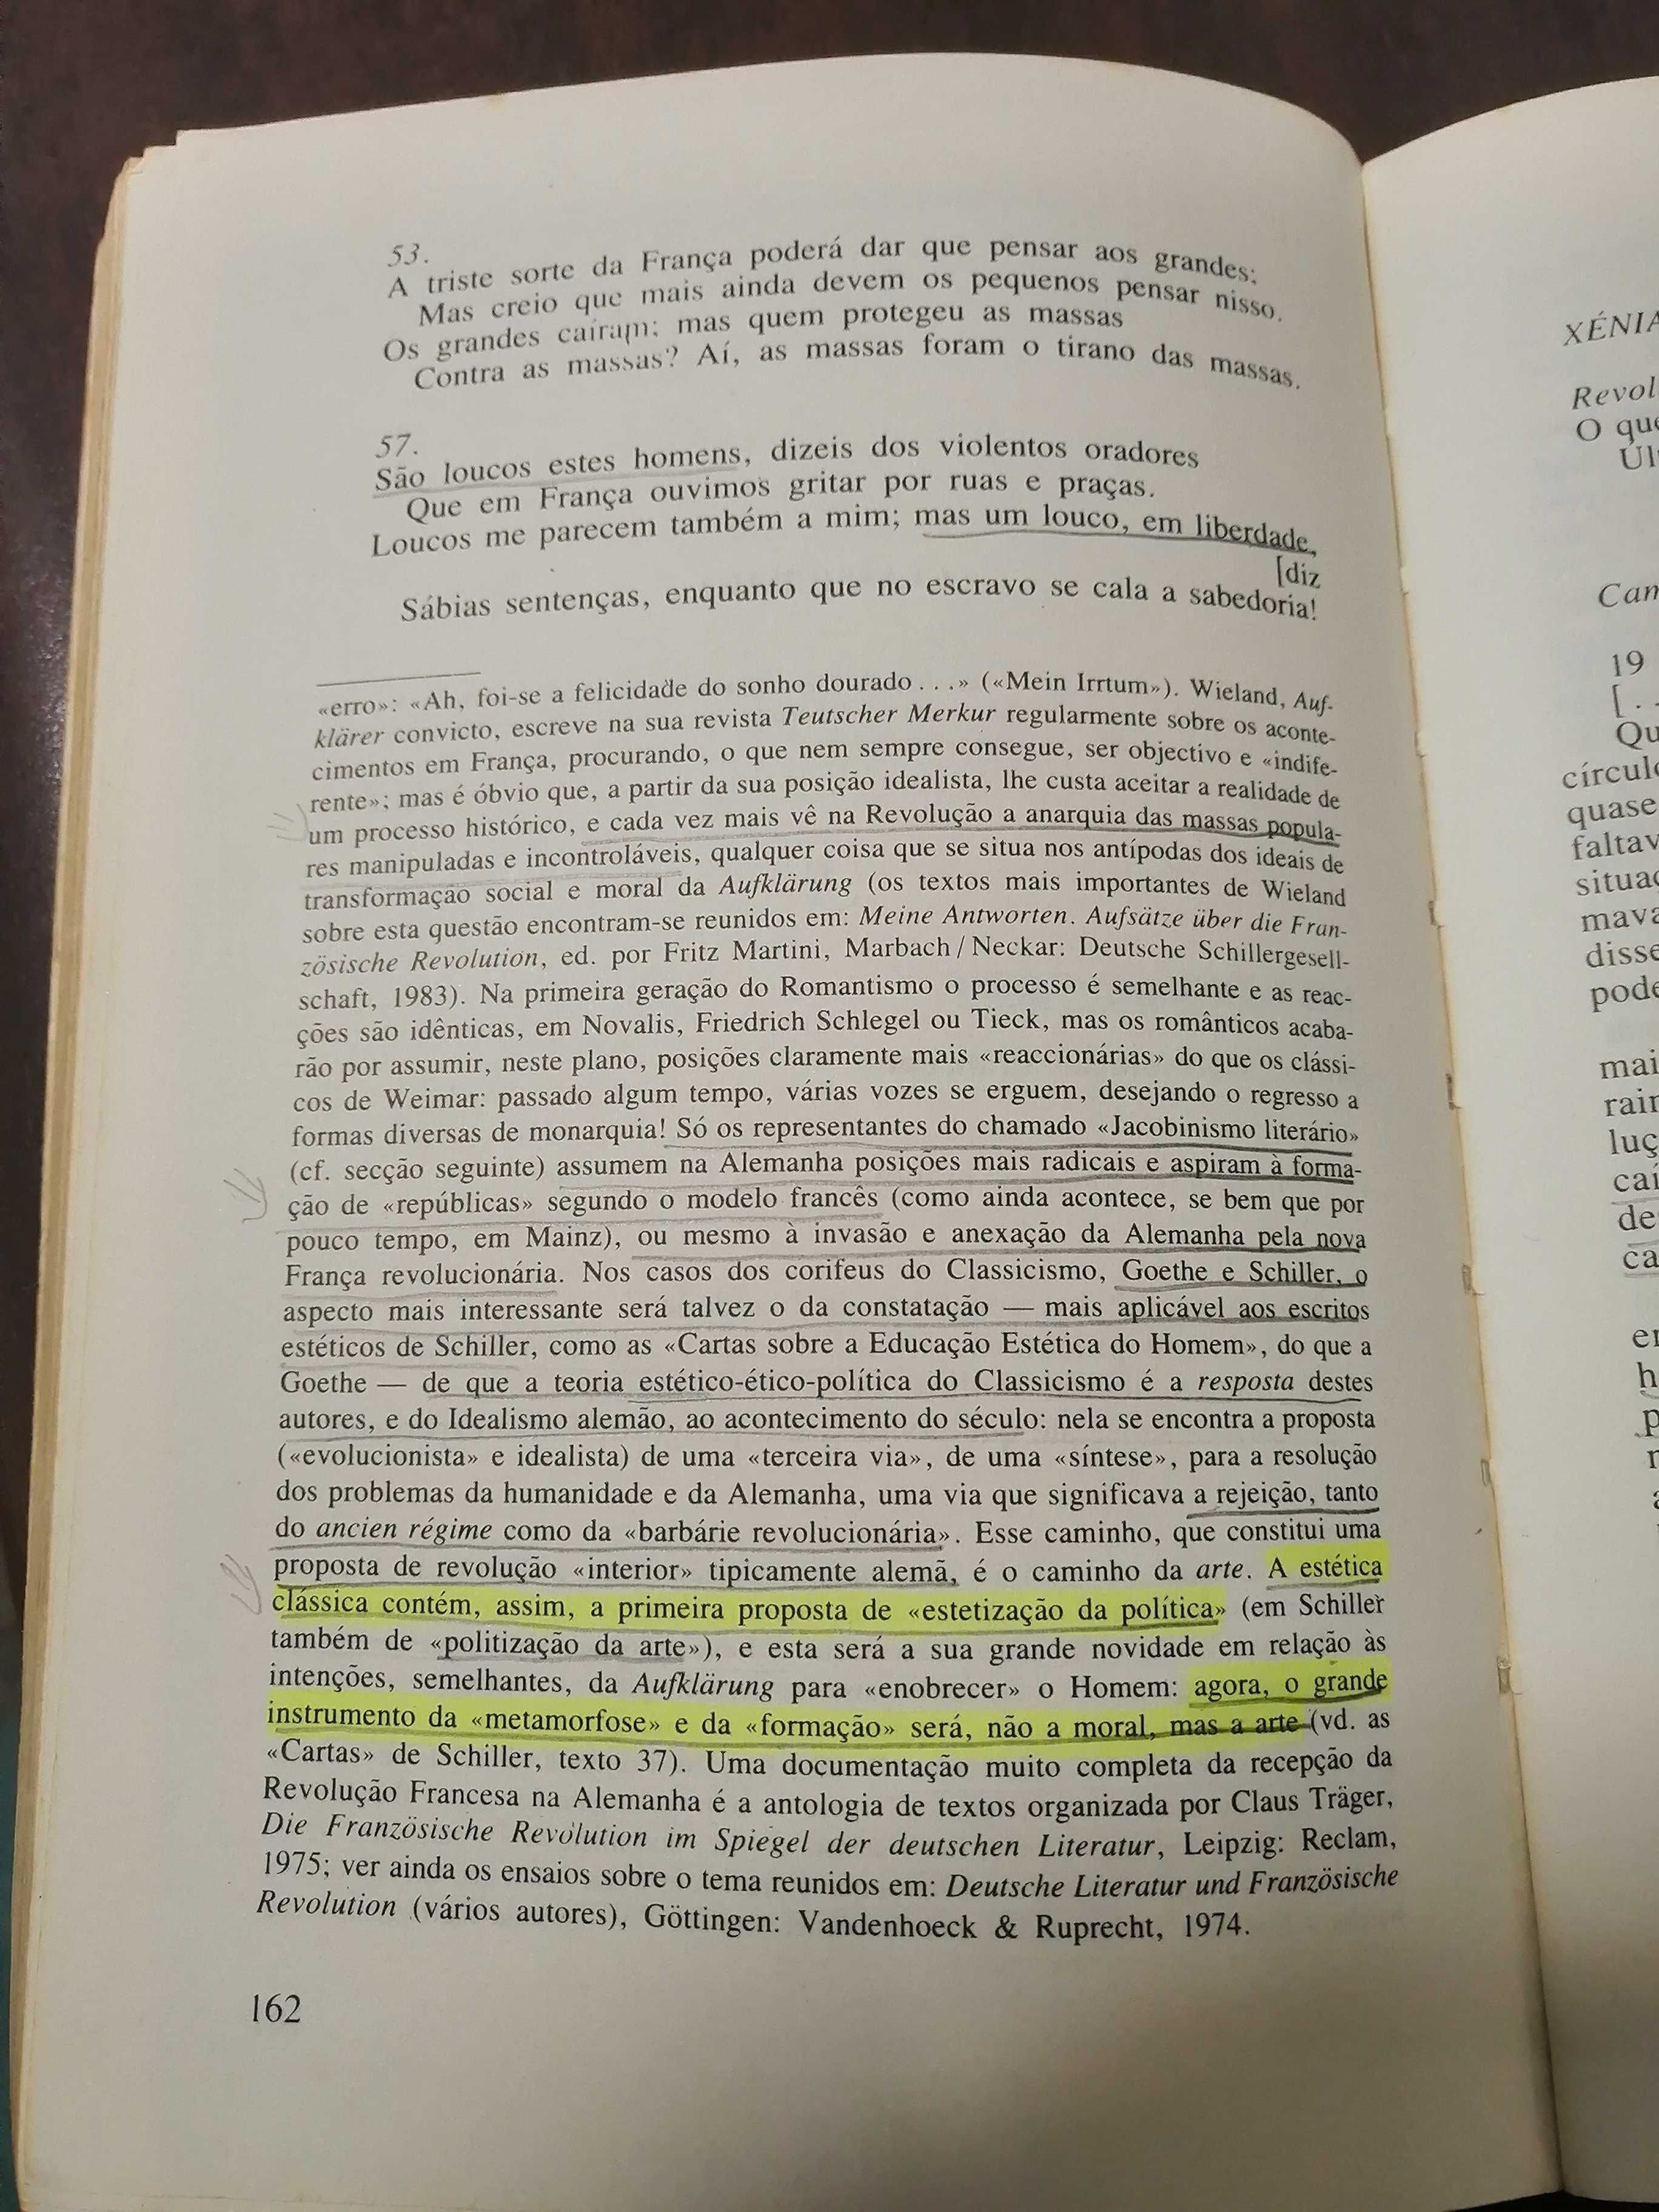 53.
A triste sorte da França poderá dar que pensar aos grandes;
Mas creio que mais ainda devem os pequenos pensar nisso.
Os grandes caíram; mas quem protegeu as massas
Contra as massas? Aí, as massas foram o tirano das massas.
57.
São loucos estes homens, dizeis dos violentos oradores
Que em França ouvimos gritar por ruas e praças.
Loucos me parecem também a mim; mas um louco, em liberdade,
[diz
Sábias sentenças, enquanto que no escravo se cala a sabedoria!
«erro»: «Ah, foi-se a felicidade do sonho dourado . . .» («Mein Irrtum»). Wieland, Auf-
klärer convicto, escreve na sua revista Teutscher Merkur regularmente sobre os aconte-
cimentos em França, procurando, o que nem sempre consegue, ser objectivo e «indife-
rente»; mas é óbvio que, a partir da sua posição idealista, lhe custa aceitar a realidade de
um processo histórico, e cada vez mais vê na Revolução a anarquia das massas popula-
res manipuladas e incontroláveis, qualquer coisa que se situa nos antípodas dos ideais de
transformação social e moral da Aufklärung (os textos mais importantes de Wieland
sobre esta questão encontram-se reunidos em: Meine Antworten. Aufsätze über die Fran-
zösische Revolution, ed. por Fritz Martini, Marbach / Neckar: Deutsche Schillergesell-
schaft, 1983). Na primeira geração do Romantismo o processo é semelhante e as reac-
ções são idênticas, em Novalis, Friedrich Schlegel ou Tieck, mas os românticos acaba-
rão por assumir, neste plano, posições claramente mais «reaccionárias» do que os clássi-
cos de Weimar: passado algum tempo, várias vozes se erguem, desejando o regresso a
formas diversas de monarquia! Só os representantes do chamado «Jacobinismo literário»
(cf. secção seguinte) assumem na Alemanha posições mais radicais e aspiram à forma-
ção de «repúblicas» segundo o modelo francês (como ainda acontece, se bem que por
pouco tempo, em Mainz), ou mesmo à invasão e anexação da Alemanha pela nova
França revolucionária. Nos casos dos corifeus do Classicismo, Goethe e Schiller, o
aspecto mais interessante será talvez o da constatação — mais aplicável aos escritos
estéticos de Schiller, como as «Cartas sobre a Educação Estética do Homem», do que a
Goethe — de que a teoria estético-ético-política do Classicismo é a resposta destes
autores, e do Idealismo alemão, ao acontecimento do século: nela se encontra a proposta
(«evolucionista» e idealista) de uma «terceira via», de uma «síntese», para a resolução
dos problemas da humanidade e da Alemanha, uma via que significava a rejeição, tanto
do ancien régime como da «barbárie revolucionária». Esse caminho, que constitui uma
proposta de revolução «interior» tipicamente alemã, é o caminho da arte. A estética
clássica contém, assim, a primeira proposta de «estetização da política» (em Schiller
também de «politização da arte»), e esta será a sua grande novidade em relação às
intenções, semelhantes, da Aufklärung para «enobrecer» o Homem: agora, o grande
instrumento da «metamorfose» e da «formação» será, não a moral, mas a arte (vd. as
«Cartas» de Schiller, texto 37). Uma documentação muito completa da recepção da
Revolução Francesa na Alemanha é a antologia de textos organizada por Claus Träger,
Die Französische Revolution im Spiegel der deutschen Literatur, Leipzig: Reclam,
1975; ver ainda os ensaios sobre o tema reunidos em: Deutsche Literatur und Französische
Revolution (vários autores), Göttingen: Vandenhoeck & Ruprecht, 1974.
162
XÉNIA
Revol
O que
19
[ . .
Qu
quase